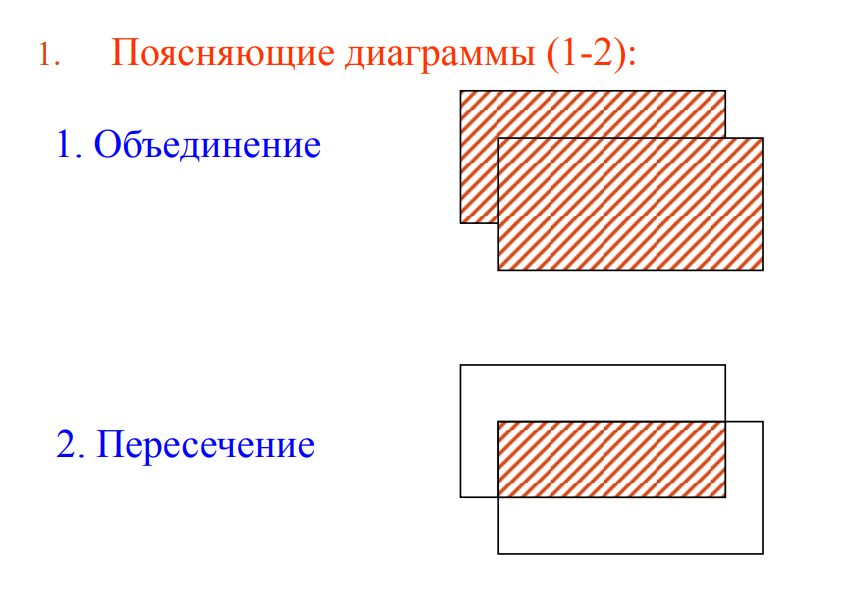 1. Поясняющие диаграммы (1-2):
1. Объединение
2. Пересечение